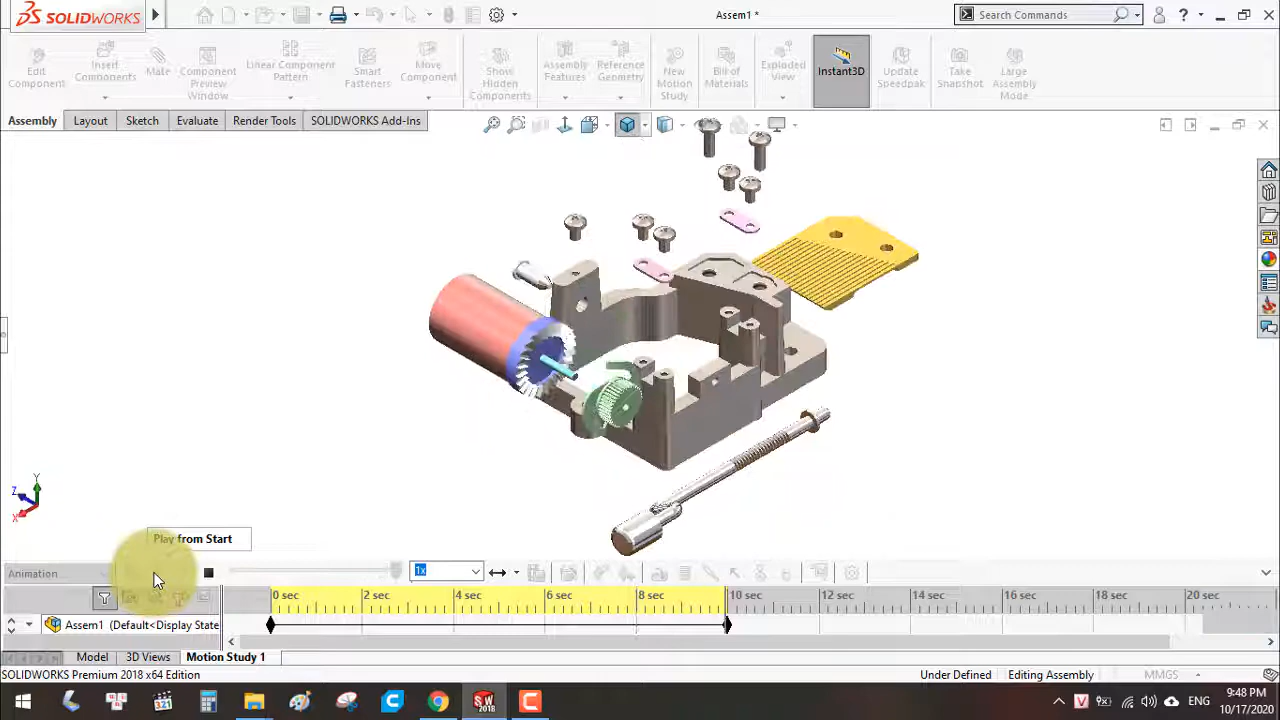 SOLIDWORKS
Assem1 *
Search Commands
?
Edit Component
Insert Components
Mate
Component Preview Window
Linear Component Pattern
Smart Fasteners
Move Component
Show Hidden Components
Assembly Features
Reference Geometry
New Motion Study
Bill of Materials
Exploded View
Instant3D
Update Speedpak
Take Snapshot
Large Assembly Mode
Assembly
Layout
Sketch
Evaluate
Render Tools
SOLIDWORKS Add-Ins
Y
Z
X
Play from Start
Animation
1x
0 sec
2 sec
4 sec
6 sec
8 sec
10 sec
12 sec
14 sec
16 sec
18 sec
20 sec
Assem1 (Default<Display State
Model
3D Views
Motion Study 1
SOLIDWORKS Premium 2018 x64 Edition
Under Defined
Editing Assembly
MMGS
321
SW
2018
V
ENG
9:48 PM
10/17/2020